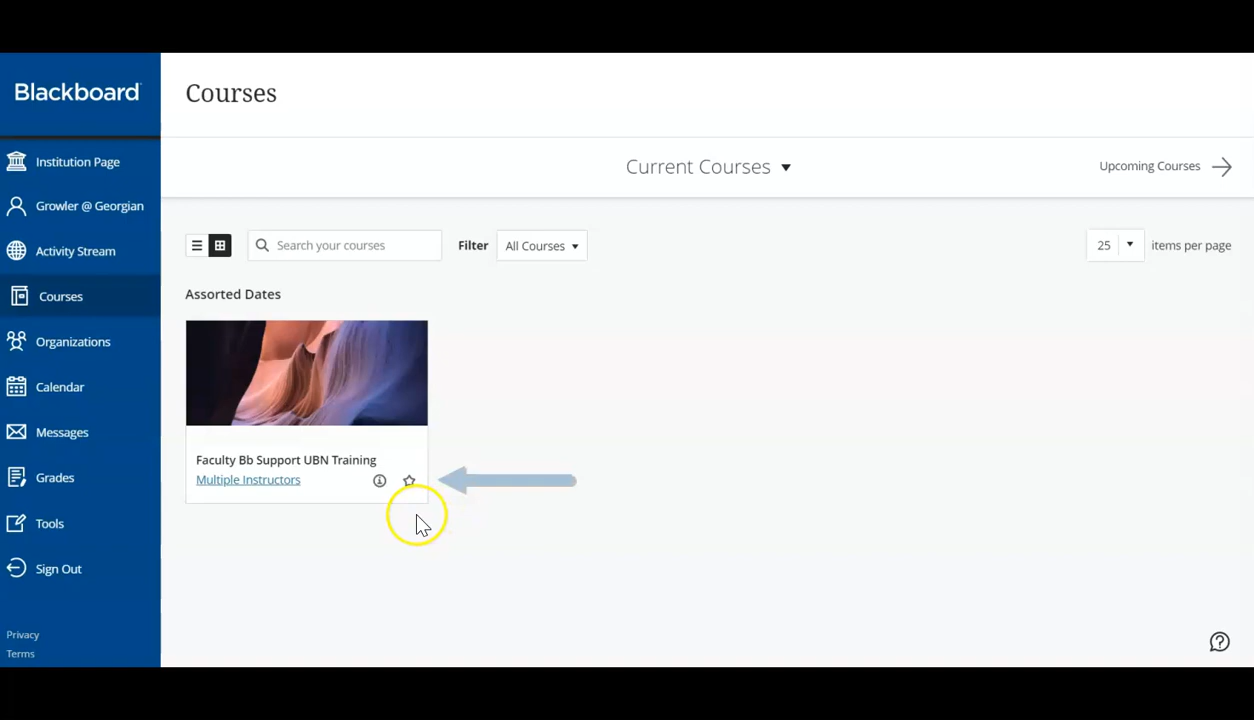 Blackboard
Courses
Institution Page
Current Courses
Upcoming Courses
Growler @ Georgian
Activity Stream
Search your courses
Filter
All Courses
25
items per page
Courses
Assorted Dates
Organizations
Calendar
Messages
Faculty Bb Support UBN Training
Grades
Multiple Instructors
Tools
Sign Out
Privacy
Terms